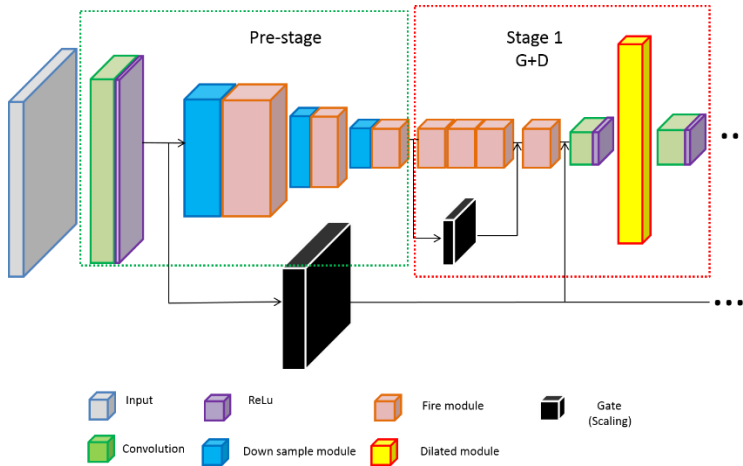 Pre-stage
Stage 1
G+D
Input
ReLu
Fire module
Gate
(Scaling)
Convolution
Down sample module
Dilated module